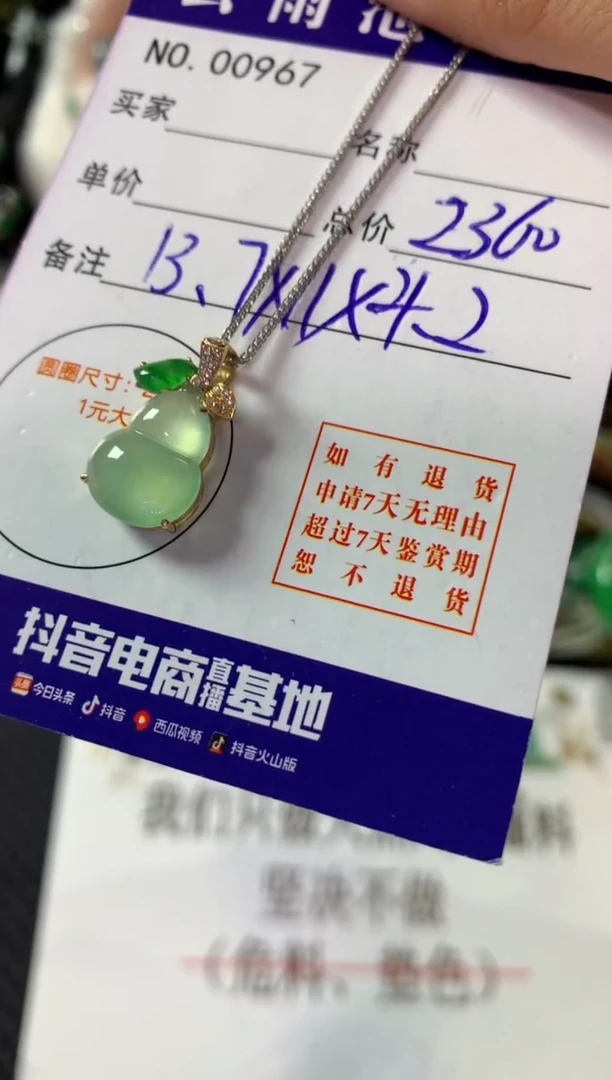 NO. 00967
买家
名称
单价
总价 2360
备注 13.7X1X4.2
圆圈尺寸:
1元大
如有退货
申请7天无理由
超过7天鉴赏期
恕不退货
抖音电商直播基地
今日头条 抖音 西瓜视频 抖音火山版
坚决不做